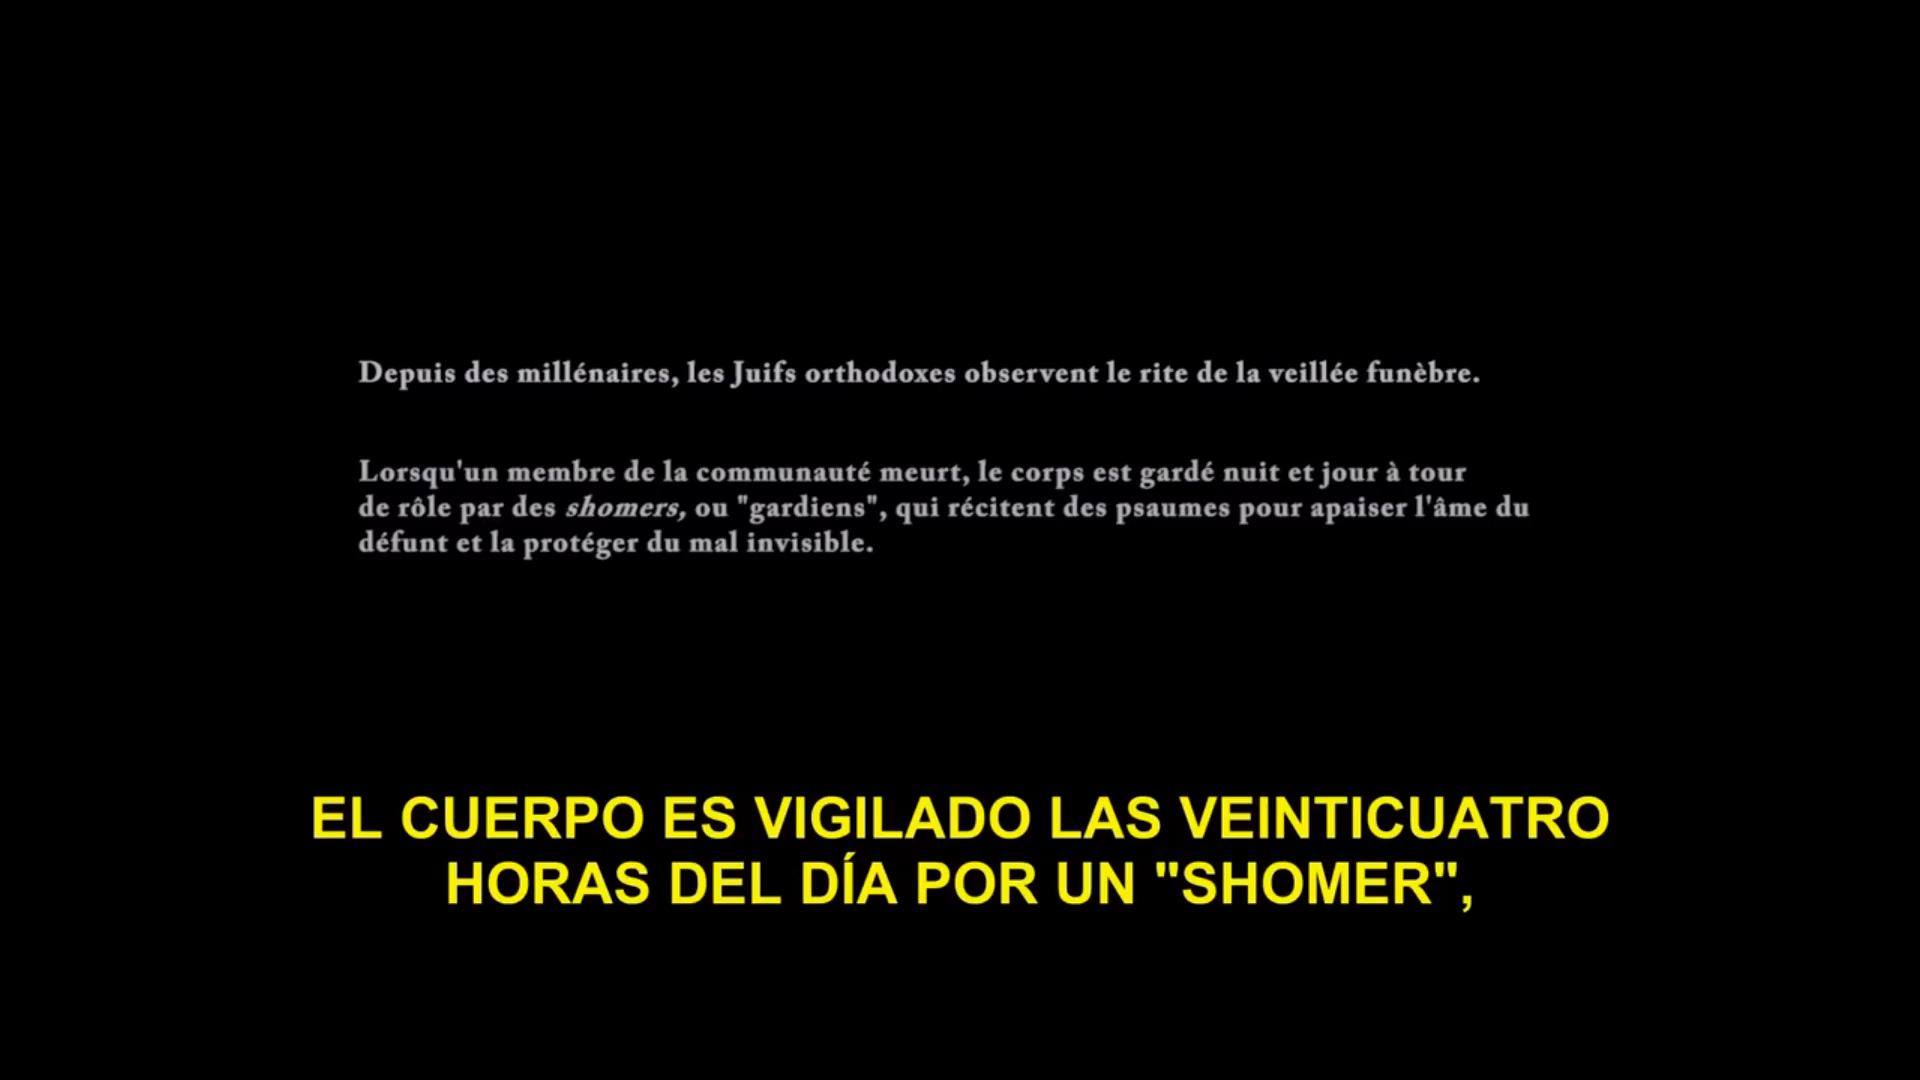 Depuis des millénaires, les Juifs orthodoxes observent le rite de la veillée funèbre.
Lorsqu'un membre de la communauté meurt, le corps est gardé nuit et jour à tour
de rôle par des shomers, ou "gardiens", qui récitent des psaumes pour apaiser l'âme du
défunt et la protéger du mal invisible.
EL CUERPO ES VIGILADO LAS VEINTICUATRO
HORAS DEL DÍA POR UN "SHOMER",